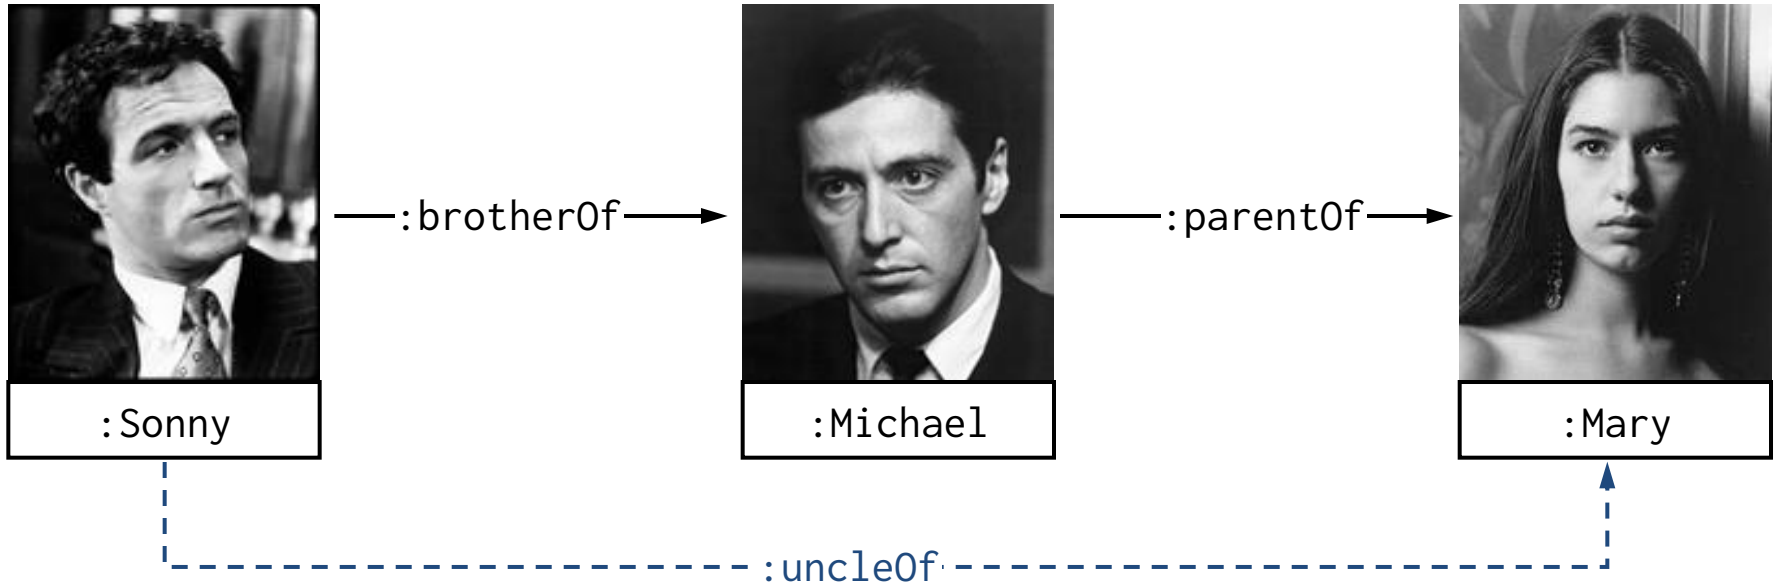 :brotherOf
:parentOf
:Sonny
:Michael
:Mary
:uncleOf